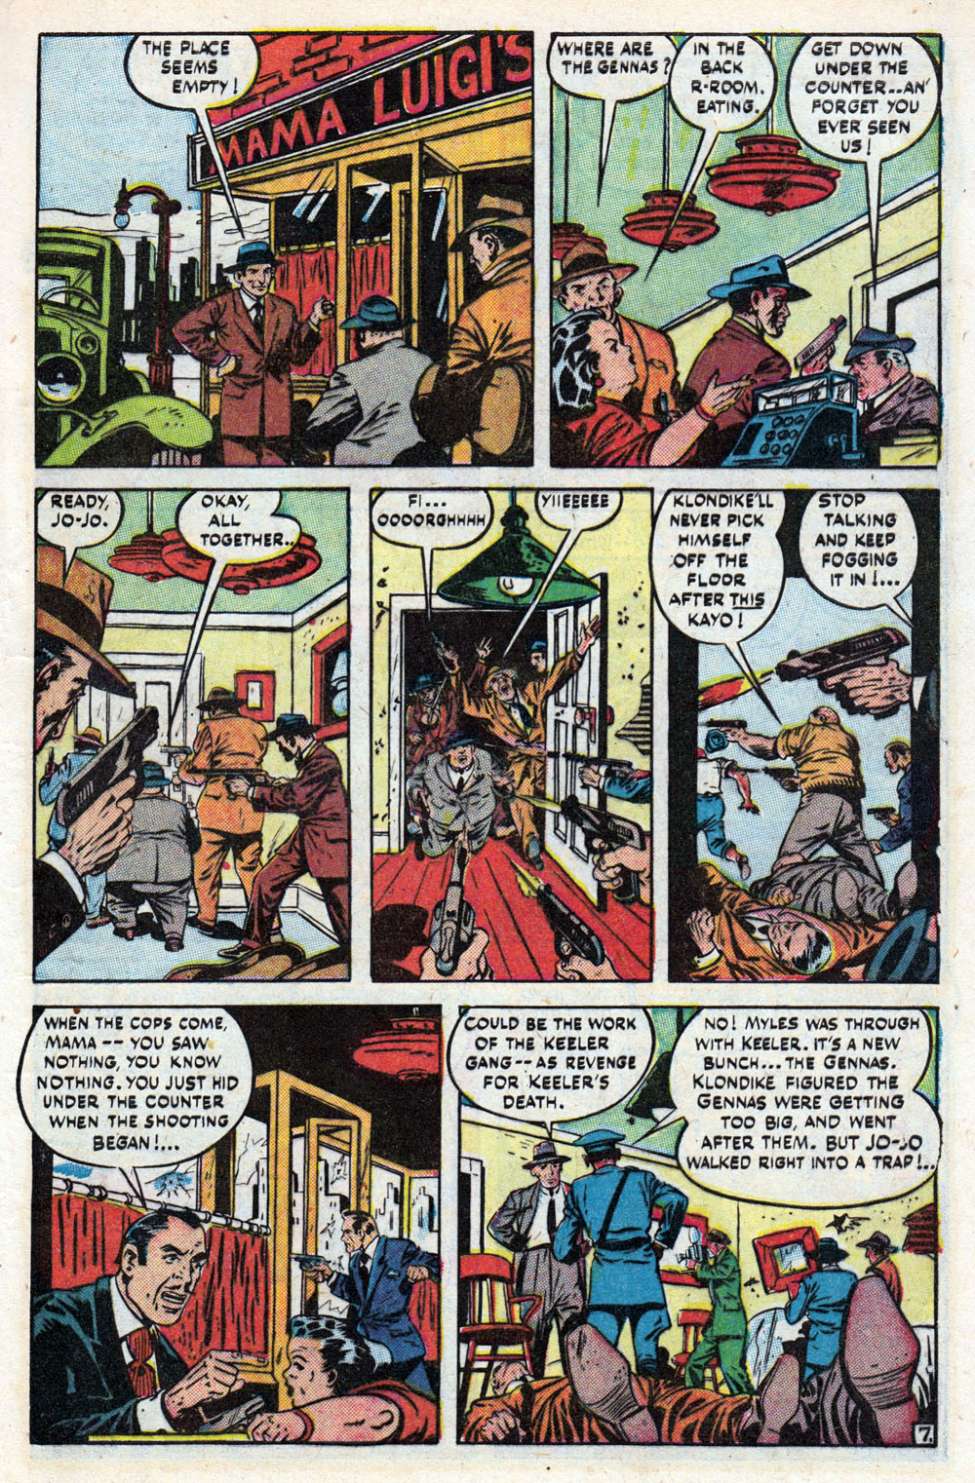 THE PLACE
SEEMS
EMPTY!
MAMA LUIGI'S
WHERE ARE
THE GENNAS?
IN THE
BACK
R-ROOM.
EATING.
GET DOWN
UNDER THE
COUNTER..AN'
FORGET YOU
EVER SEEN
US!
READY,
JO-JO.
OKAY,
ALL
TOGETHER..
FI...
OOOORGHHHH
YIIEEEEE
KLONDIKE'LL
NEVER PICK
HIMSELF
OFF THE
FLOOR
AFTER THIS
KAYO!
STOP
TALKING
AND KEEP
FOGGING
IT IN!...
WHEN THE COPS COME,
MAMA -- YOU SAW
NOTHING, YOU KNOW
NOTHING. YOU JUST HID
UNDER THE COUNTER
WHEN THE SHOOTING
BEGAN!...
COULD BE THE WORK
OF THE KEELER
GANG -- AS REVENGE
FOR KEELER'S
DEATH.
NO! MYLES WAS THROUGH
WITH KEELER. IT'S A NEW
BUNCH... THE GENNAS.
KLONDIKE FIGURED THE
GENNAS WERE GETTING
TOO BIG, AND WENT
AFTER THEM. BUT JO-JO
WALKED RIGHT INTO A TRAP!..
7.